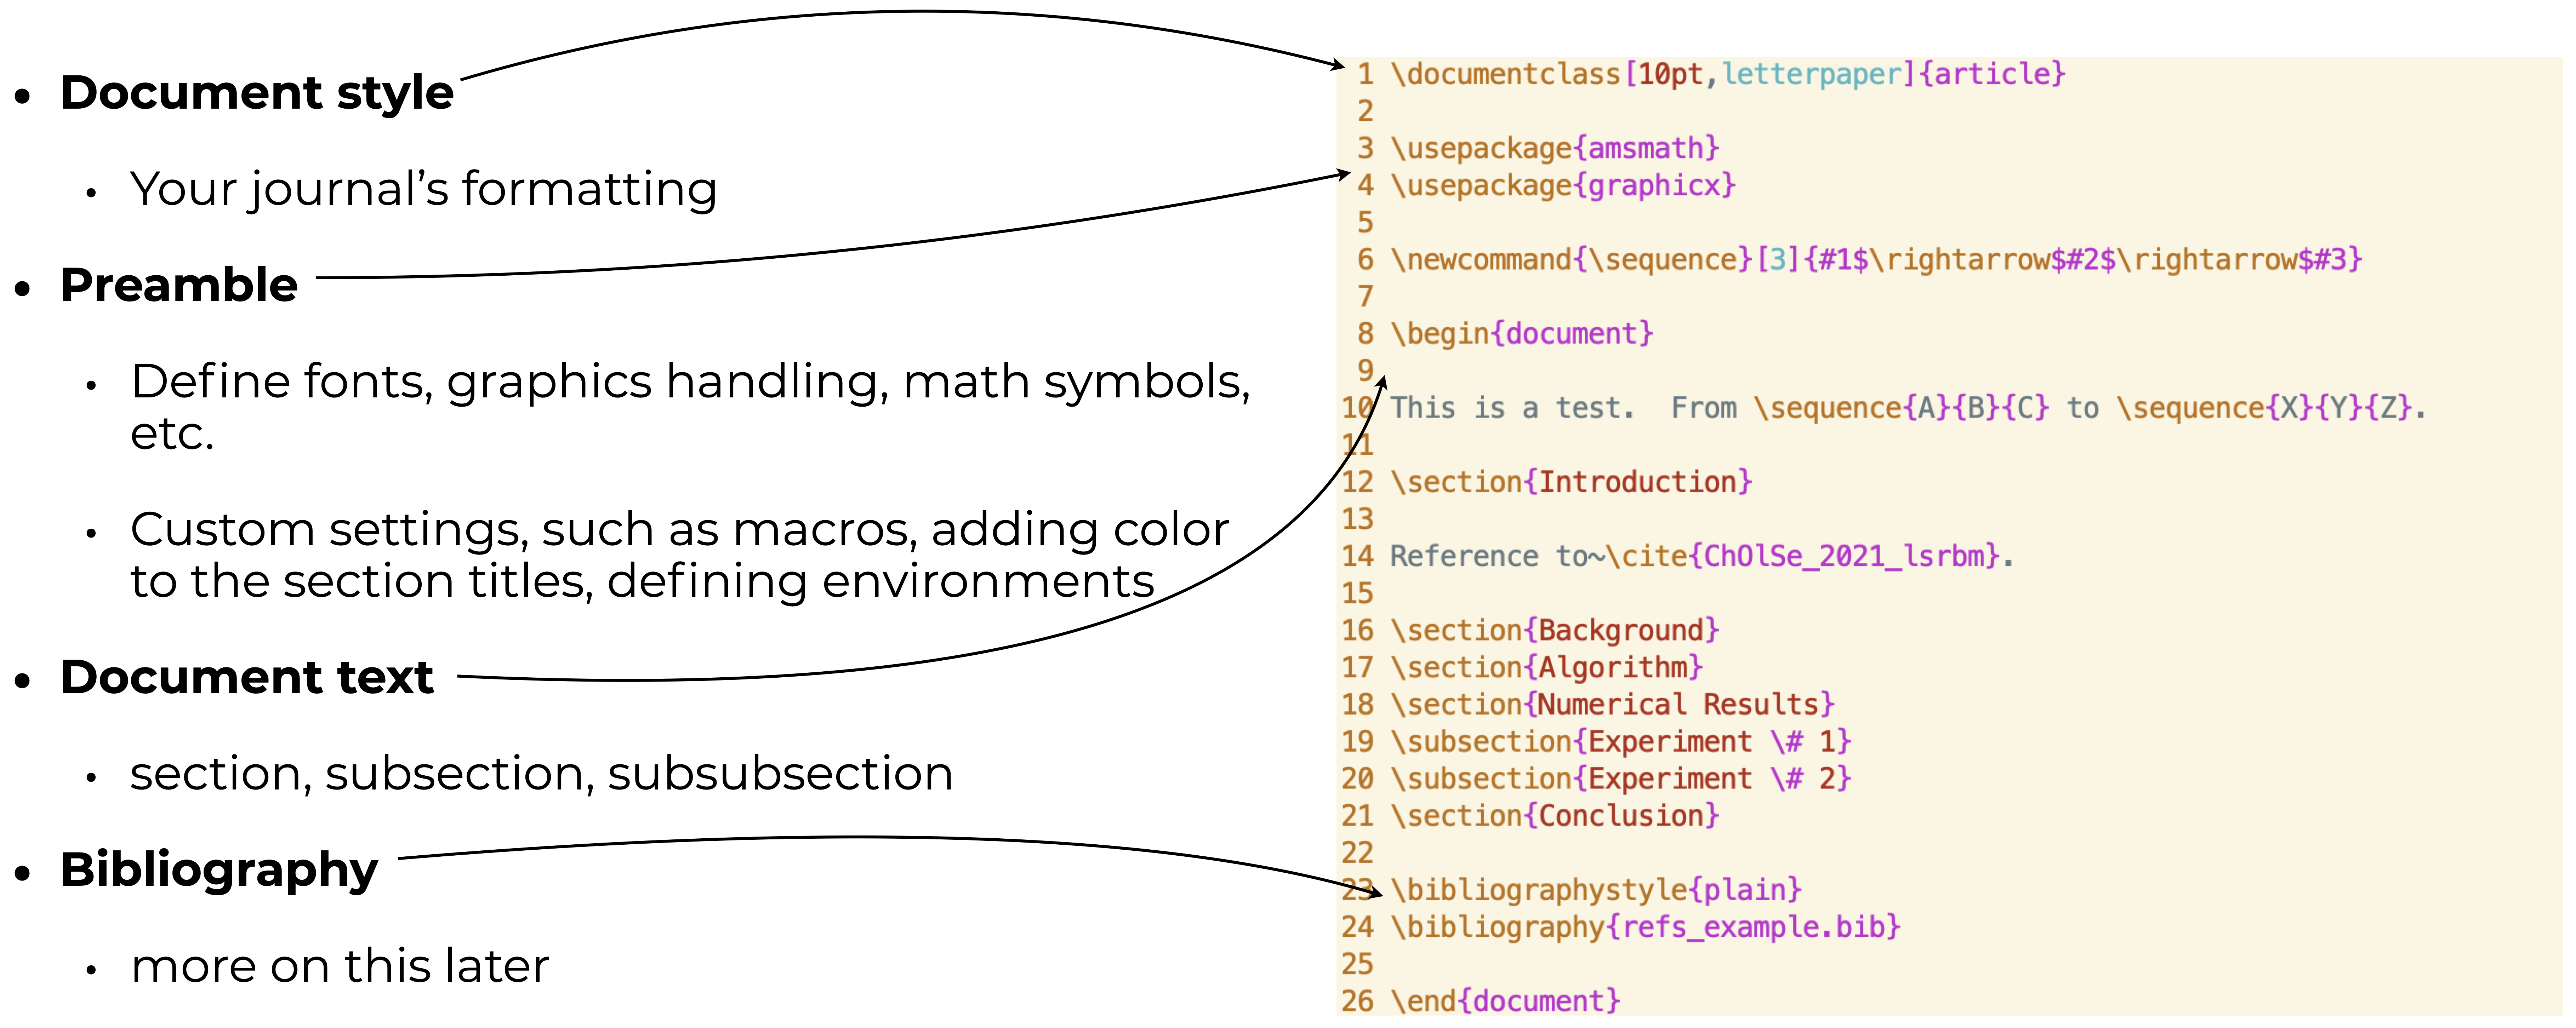 • Document style
• Your journal’s formatting
• Preamble
• Define fonts, graphics handling, math symbols,
etc.
• Custom settings, such as macros, adding color
to the section titles, defining environments
• Document text
• section, subsection, subsubsection
• Bibliography
• more on this later
1 \documentclass[10pt,letterpaper]{article}
2
3 \usepackage{amsmath}
4 \usepackage{graphicx}
5
6 \newcommand{\sequence}[3]{#1$\rightarrow$#2$\rightarrow$#3}
7
8 \begin{document}
9
10 This is a test.  From \sequence{A}{B}{C} to \sequence{X}{Y}{Z}.
11
12 \section{Introduction}
13
14 Reference to~\cite{ChOlSe_2021_lsrbm}.
15
16 \section{Background}
17 \section{Algorithm}
18 \section{Numerical Results}
19 \subsection{Experiment \# 1}
20 \subsection{Experiment \# 2}
21 \section{Conclusion}
22
23 \bibliographystyle{plain}
24 \bibliography{refs_example.bib}
25
26 \end{document}